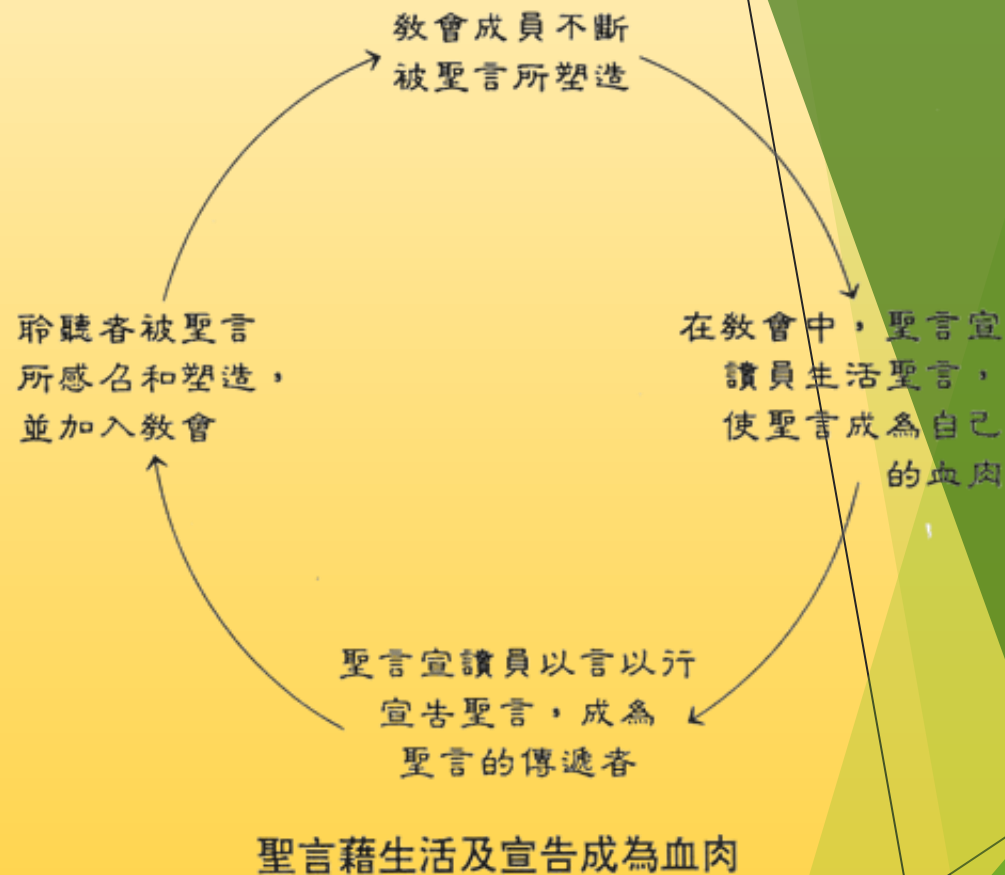 教會成員不斷
被聖言所塑造
在教會中，聖言宣
讀員生活聖言，
使聖言成為自己
的血肉
聖言宣讀員以言以行
宣告聖言，成為
聖言的傳遞者
聆聽者被聖言
所感召和塑造，
並加入教會
聖言藉生活及宣告成為血肉